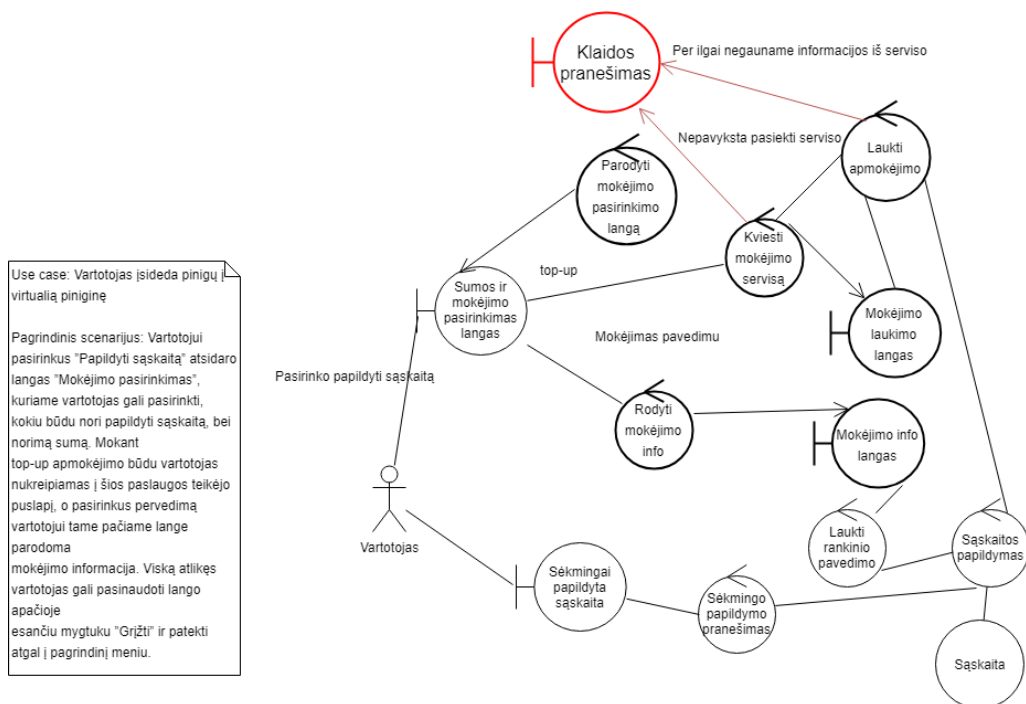 Klaidos
pranešimas
Per ilgai negauname informacijos iš serviso
Nepavyksta pasiekti serviso
Laukti
apmokėjimo
Parodyti
mokėjimo
pasirinkimo
langą
Kviesti
mokėjimo
servisą
top-up
Sumos ir
mokėjimo
pasirinkimas
langas
Mokėjimo
laukimo
langas
Mokėjimas pavedimu
Pasirinko papildyti sąskaitą
Rodyti
mokėjimo
info
Mokėjimo info
langas
Use case: Vartotojas įsideda pinigų į
virtualią piniginę
Pagrindinis scenarijus: Vartotojui
pasirinkus "Papildyti sąskaitą" atsidaro
langas "Mokėjimo pasirinkimas",
kuriame vartotojas gali pasirinkti,
kokiu būdu nori papildyti sąskaitą, bei
norimą sumą. Mokant
top-up apmokėjimo būdu vartotojas
nukreipiamas į šios paslaugos teikėjo
puslapį, o pasirinkus pervedimą
vartotojui tame pačiame lange
parodoma
mokėjimo informacija. Viską atlikęs
vartotojas gali pasinaudoti lango
apačioje
esančiu mygtuku "Grįžti" ir patekti
atgal į pagrindinį meniu.
Vartotojas
Laukti
rankinio
pavedimo
Sąskaitos
papildymas
Sėkmingai
papildyta
sąskaita
Sėkmingo
papildymo
pranešimas
Sąskaita